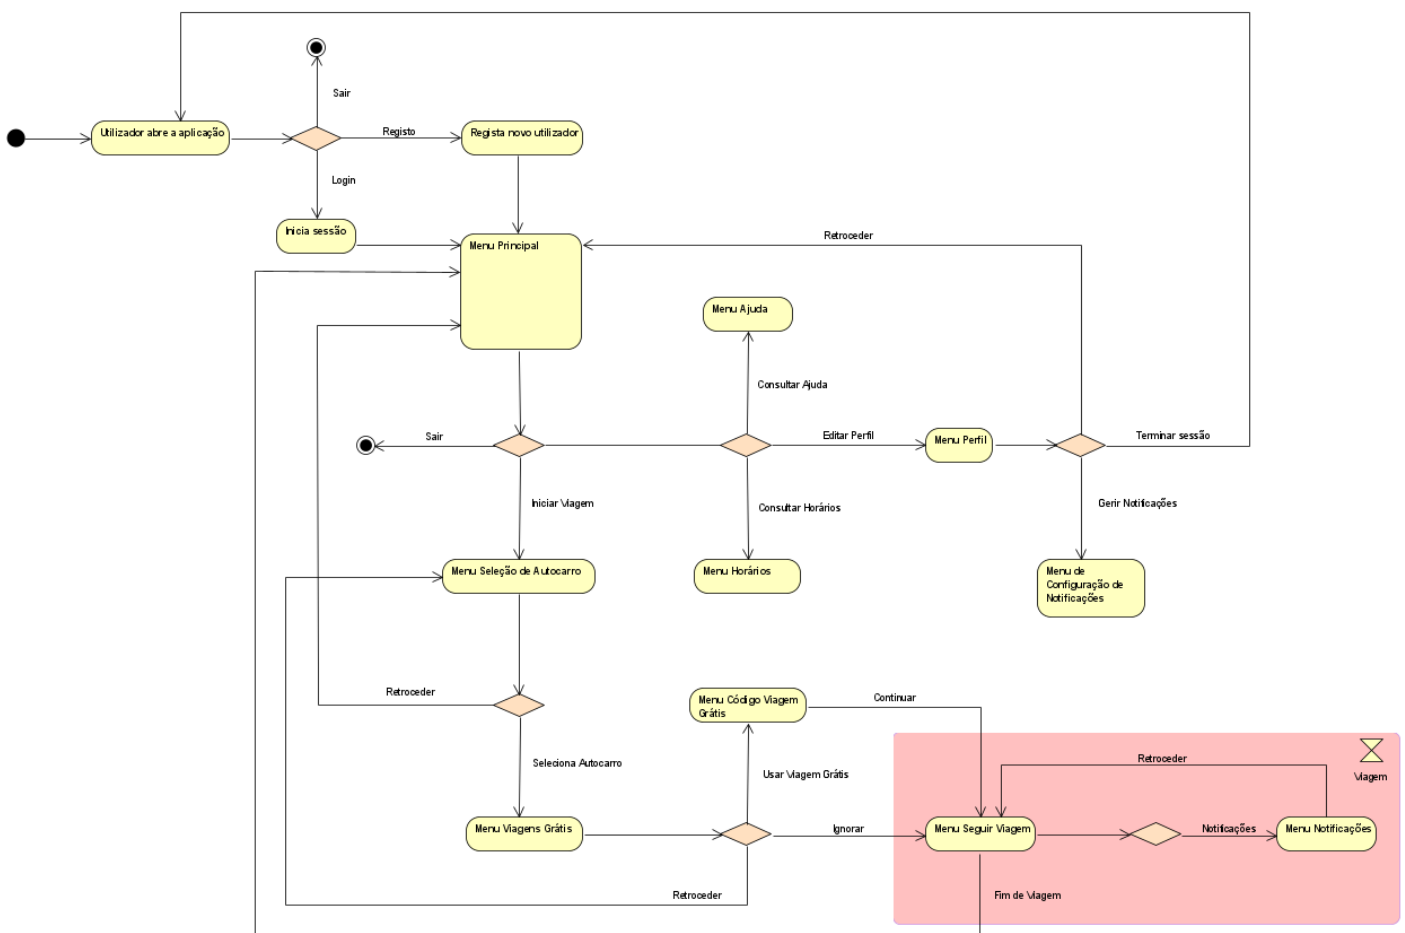 Sair
Utilizador abre a aplicação
Registo
Regista novo utilizador
Login
Inicia sessão
Menu Principal
Retroceder
Menu Ajuda
Consultar Ajuda
Sair
Editar Perfil
Menu Perfil
Terminar sessão
Iniciar Viagem
Consultar Horários
Gerir Notificações
Menu Seleção de Autocarro
Menu Horários
Menu de
Configuração de
Notificações
Retroceder
Menu Código Viagem
Grátis
Continuar
Seleciona Autocarro
Usar Viagem Grátis
Retroceder
Viagem
Menu Viagens Grátis
Ignorar
Menu Seguir Viagem
Notificações
Menu Notificações
Retroceder
Fim de Viagem